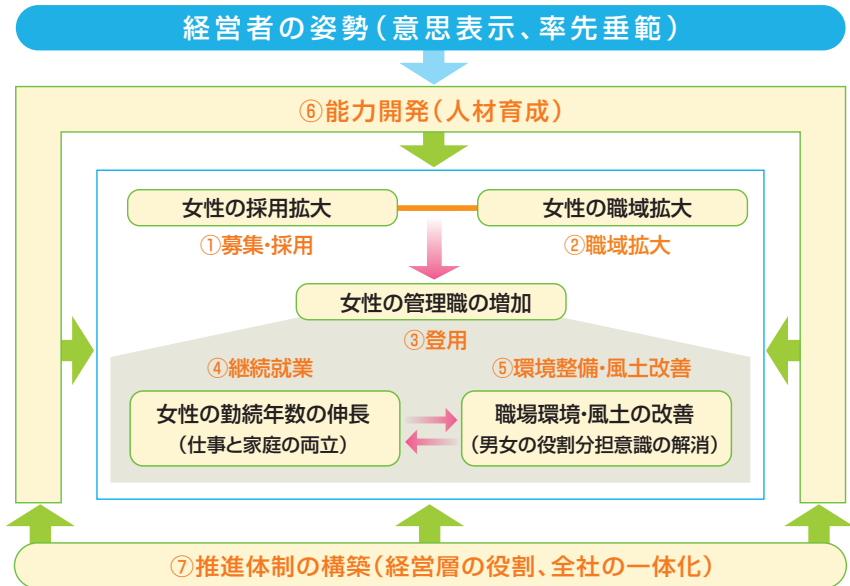 経営者の姿勢(意思表示、率先垂範)
⑥能力開発(人材育成)
女性の採用拡大
女性の職域拡大
①募集・採用
②職域拡大
女性の管理職の増加
③登用
④継続就業
⑤環境整備・風土改善
女性の勤続年数の伸長
(仕事と家庭の両立)
職場環境・風土の改善
(男女の役割分担意識の解消)
⑦推進体制の構築(経営層の役割、全社の一体化)